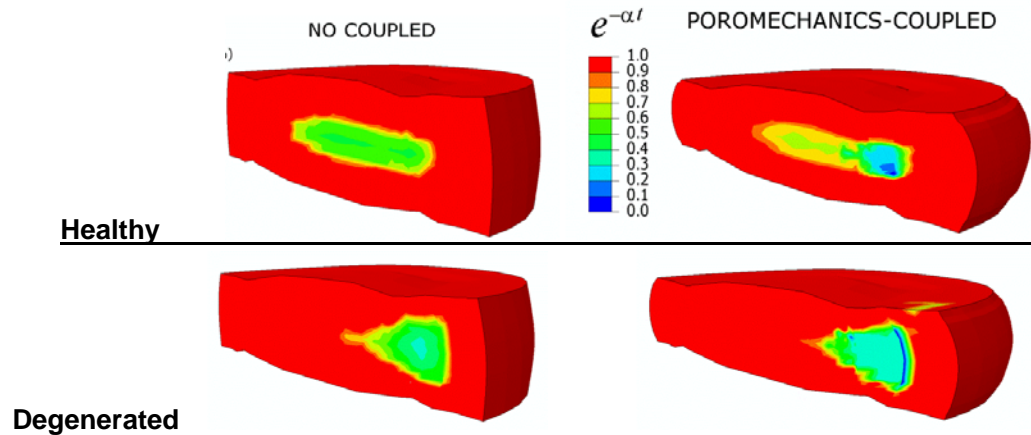 NO COUPLED
e^{-αt}
POROMECHANICS-COUPLED
)
1.0
0.9
0.8
0.7
0.6
0.5
0.4
0.3
0.2
0.1
0.0
Healthy
Degenerated